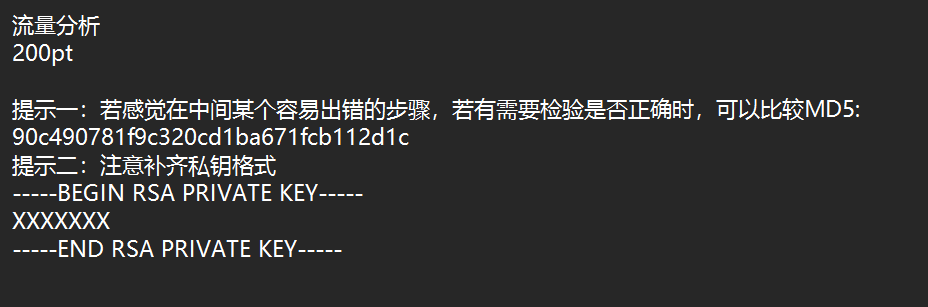 流量分析
200pt
提示一：若感觉在中间某个容易出错的步骤，若有需要检验是否正确时，可以比较MD5:
90c490781f9c320cd1ba671fcb112d1c
提示二：注意补齐私钥格式
-----BEGIN RSA PRIVATE KEY-----
XXXXXXX
-----END RSA PRIVATE KEY-----